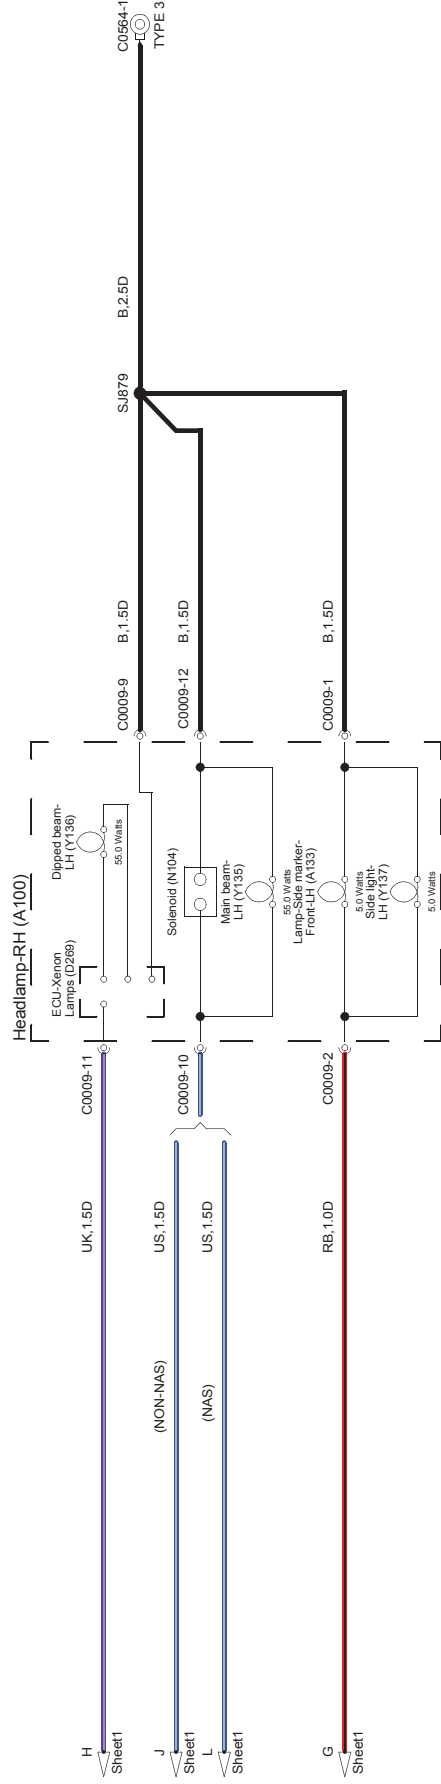 Headlamp-RH (A100)
H
Sheet1
UK,1.5D
C0009-11
ECU-Xenon
Lamps (D269)
Dipped beam-
LH (Y136)
55.0 Watts
C0009-9
B,1.5D
SJ879
B,2.5D
C0564-1
TYPE 3
J
Sheet1
(NON-NAS)
US,1.5D
L
Sheet1
(NAS)
US,1.5D
C0009-10
Solenoid (N104)
Main beam-
LH (Y135)
55.0 Watts
C0009-12
B,1.5D
G
Sheet1
RB,1.0D
C0009-2
Lamp-Side marker-
Front-LH (A133)
5.0 Watts
Side light-
LH (Y137)
5.0 Watts
C0009-1
B,1.5D